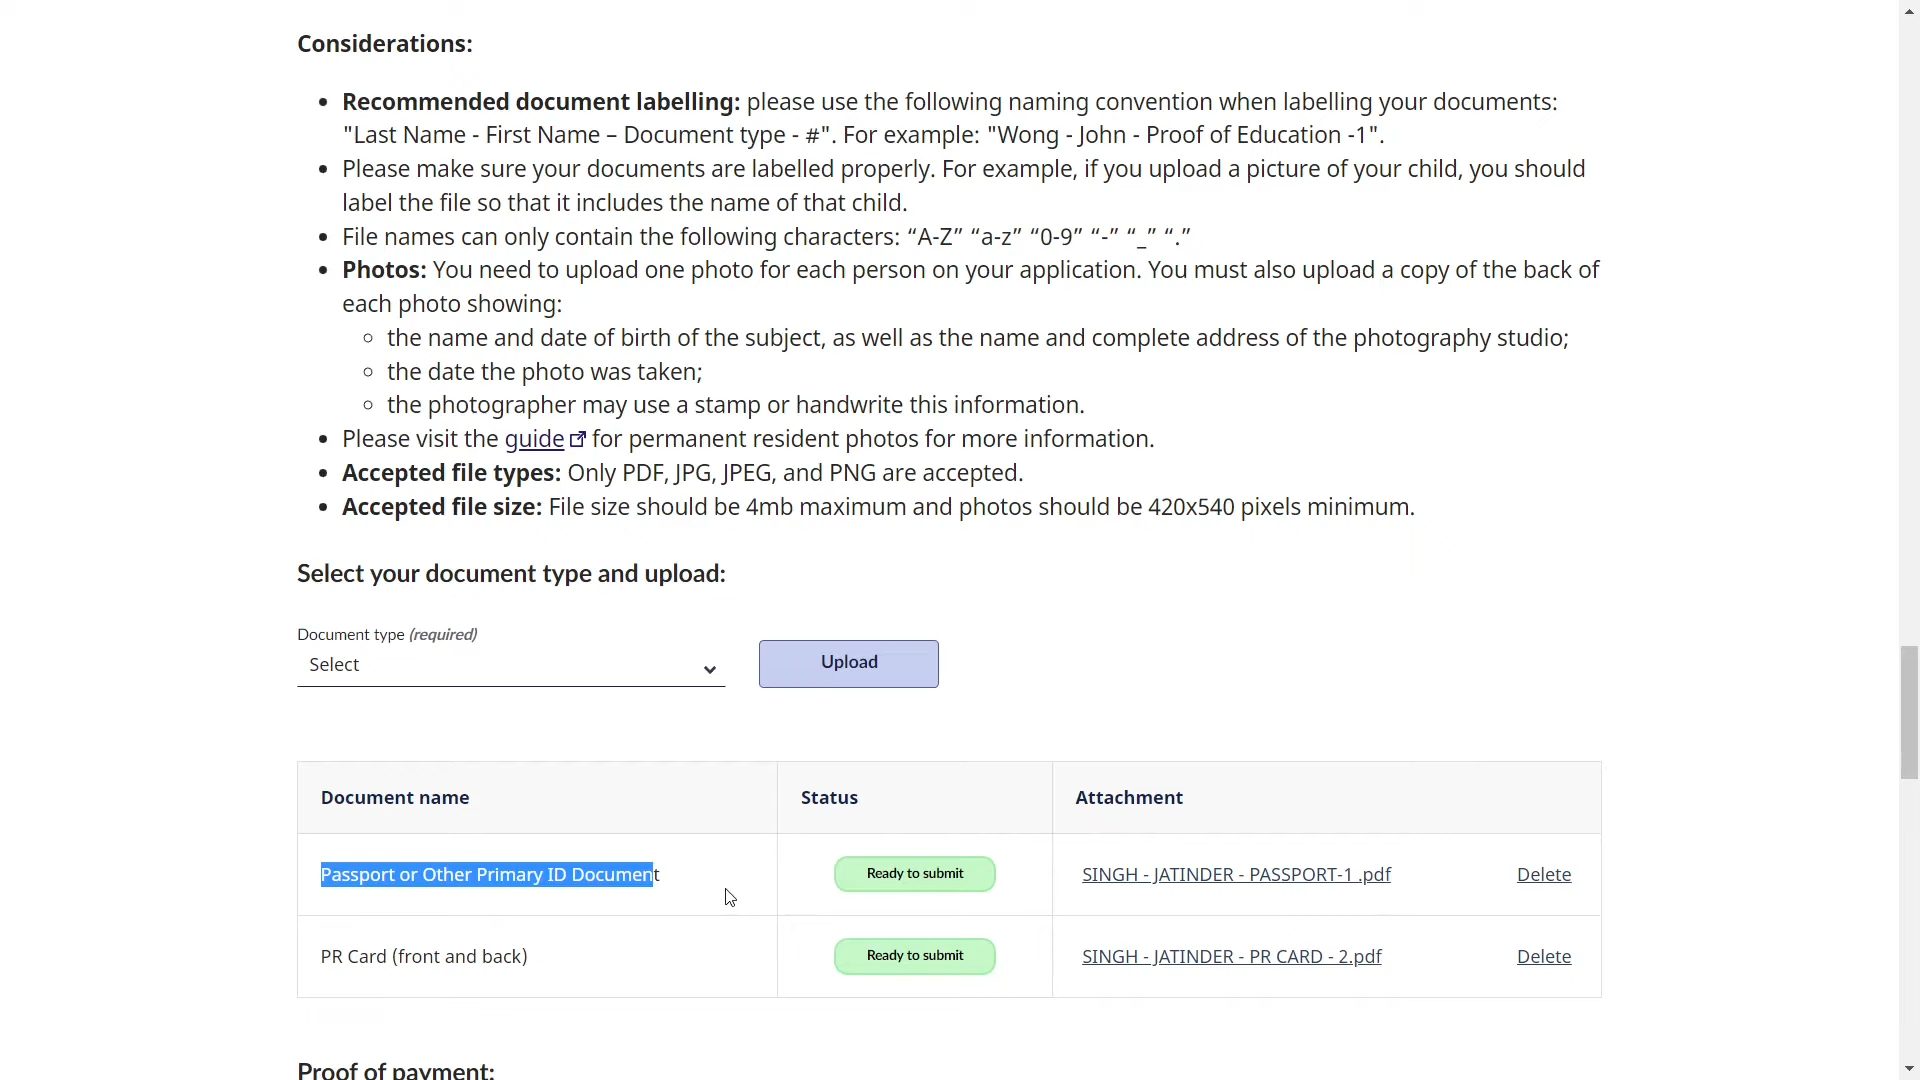 Considerations:
Recommended document labelling: please use the following naming convention when labelling your documents:
"Last Name - First Name – Document type - #". For example: "Wong - John - Proof of Education -1".
Please make sure your documents are labelled properly. For example, if you upload a picture of your child, you should
label the file so that it includes the name of that child.
File names can only contain the following characters: “A-Z” “a-z” “0-9” “-” “_” “.”
Photos: You need to upload one photo for each person on your application. You must also upload a copy of the back of
each photo showing:
the name and date of birth of the subject, as well as the name and complete address of the photography studio;
the date the photo was taken;
the photographer may use a stamp or handwrite this information.
Please visit the guide for permanent resident photos for more information.
Accepted file types: Only PDF, JPG, JPEG, and PNG are accepted.
Accepted file size: File size should be 4mb maximum and photos should be 420x540 pixels minimum.
Select your document type and upload:
Document type (required)
Select
Upload
Document name Status Attachment
Passport or Other Primary ID Document Ready to submit SINGH - JATINDER - PASSPORT-1 .pdf Delete
PR Card (front and back) Ready to submit SINGH - JATINDER - PR CARD - 2.pdf Delete
Proof of payment: